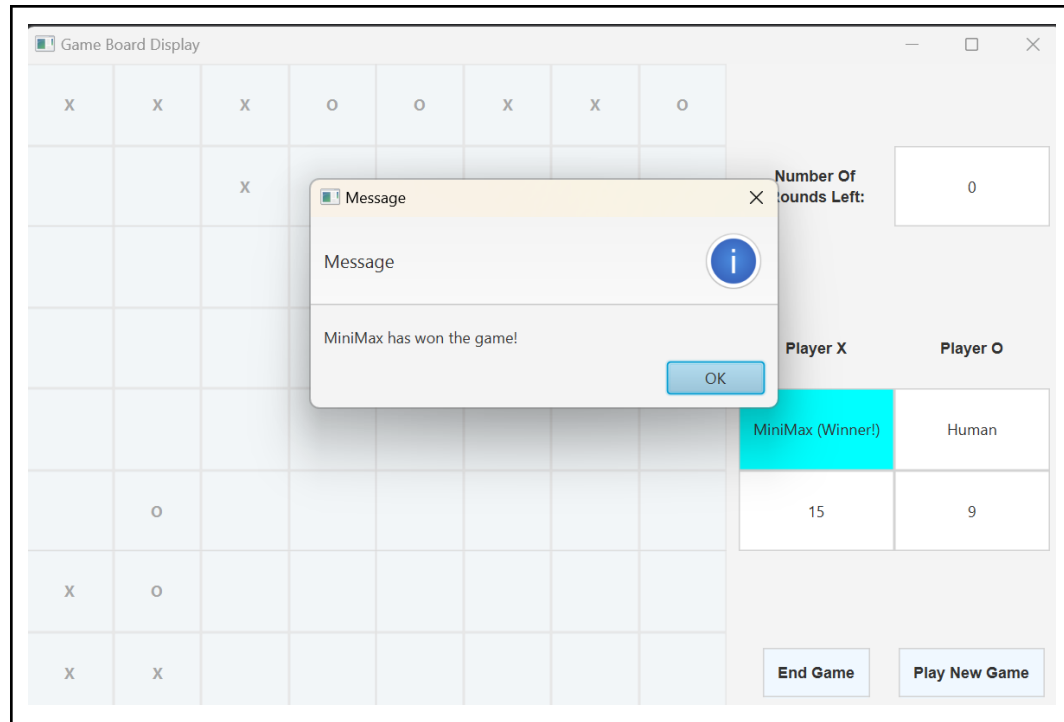 Game Board Display
X X X O O X X O
X
Number Of
ounds Left:
0
Message
Message
i
MiniMax has won the game!
OK
Player X Player O
MiniMax (Winner!) Human
O
15 9
X O
X X
End Game Play New Game